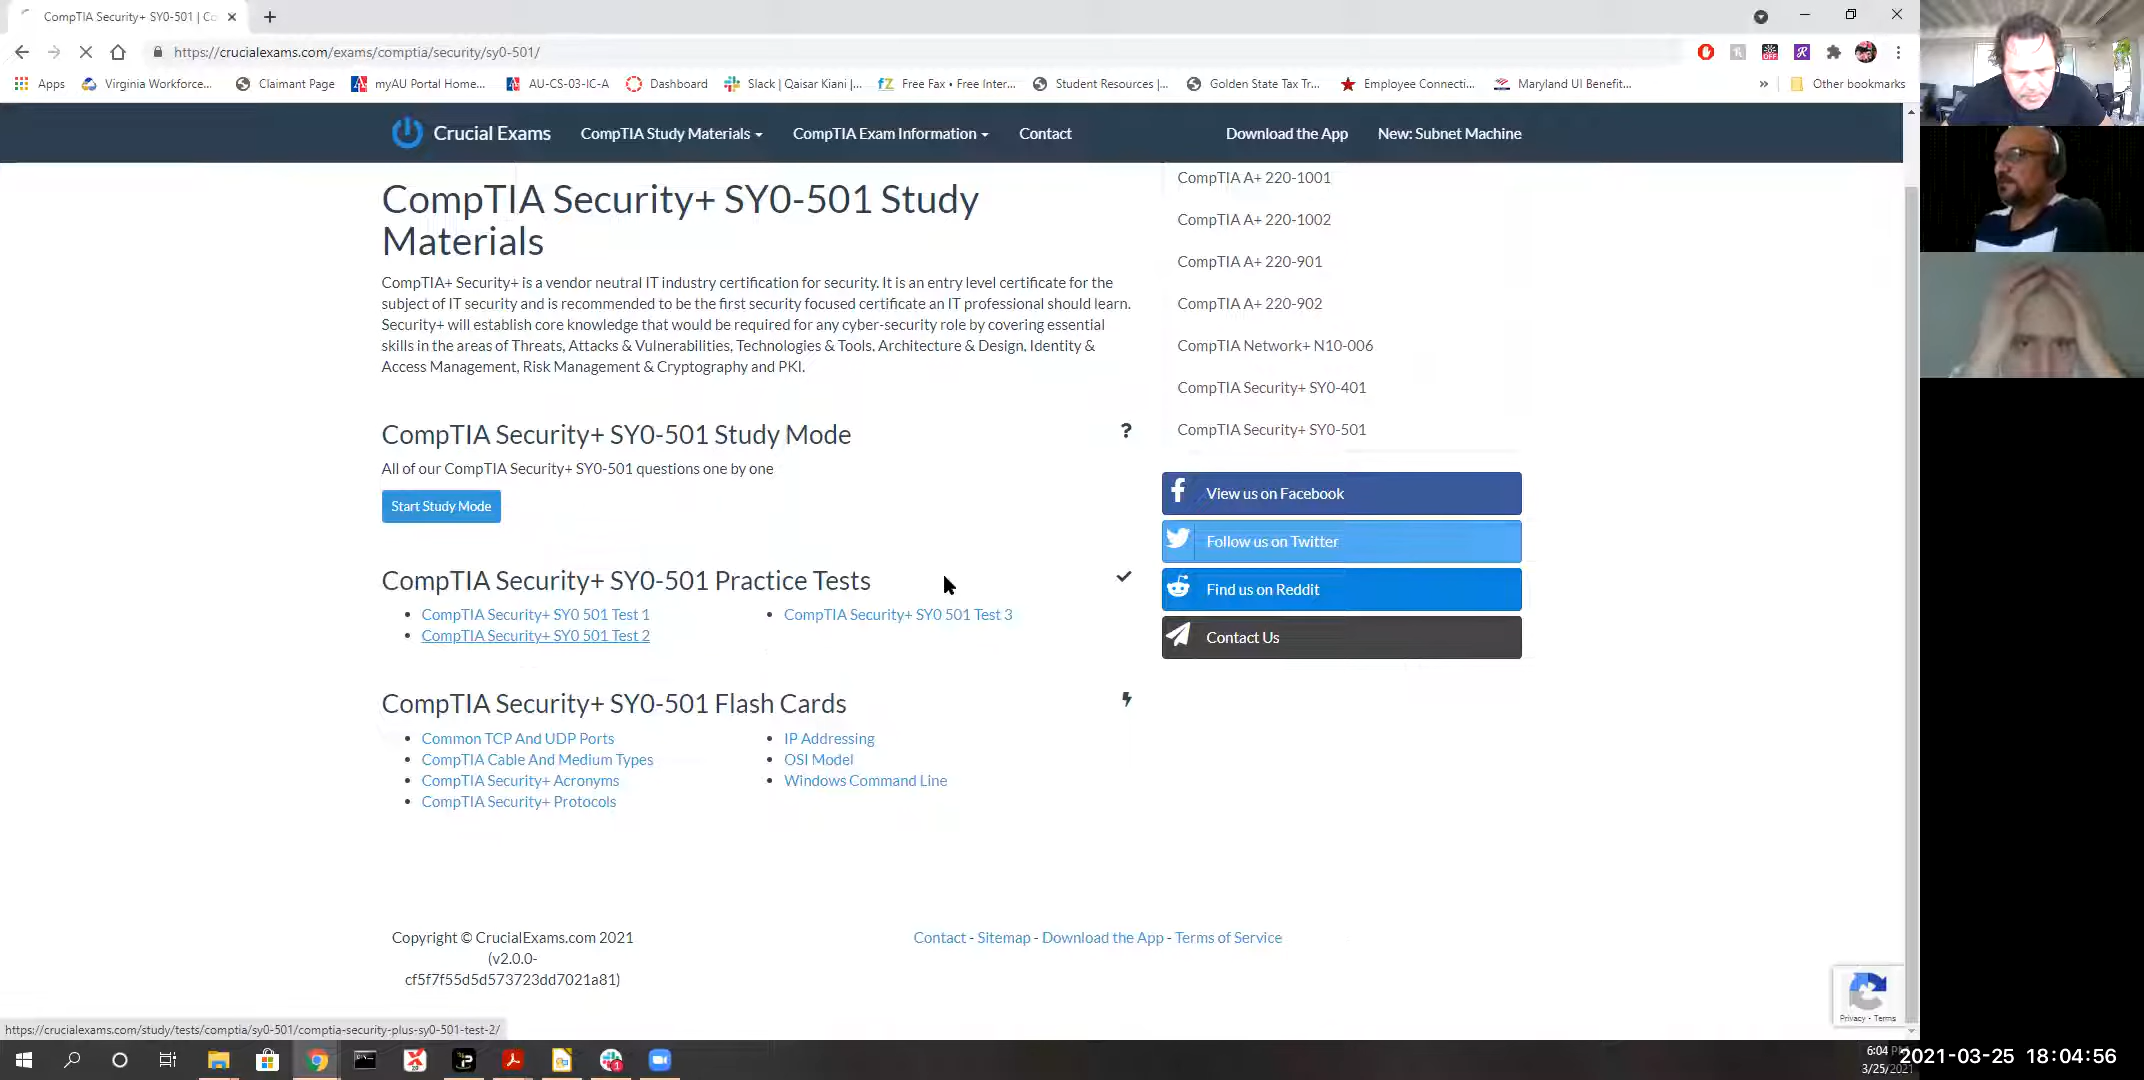 CompTIA Security+ SY0-501 | Co
https://crucialexams.com/exams/comptia/security/sy0-501/
Apps
Virginia Workforce...
Claimant Page
myAU Portal Home...
AU-CS-03-IC-A
Dashboard
Slack | Qaisar Kiani |...
Free Fax • Free Inter...
Student Resources |...
Golden State Tax Tr...
Employee Connecti...
Maryland UI Benefit...
»
Other bookmarks
Crucial Exams
CompTIA Study Materials
CompTIA Exam Information
Contact
Download the App
New: Subnet Machine
CompTIA Security+ SY0-501 Study
Materials
CompTIA+ Security+ is a vendor neutral IT industry certification for security. It is an entry level certificate for the
subject of IT security and is recommended to be the first security focused certificate an IT professional should learn.
Security+ will establish core knowledge that would be required for any cyber-security role by covering essential
skills in the areas of Threats, Attacks & Vulnerabilities, Technologies & Tools, Architecture & Design, Identity &
Access Management, Risk Management & Cryptography and PKI.
CompTIA Security+ SY0-501 Study Mode
?
All of our CompTIA Security+ SY0-501 questions one by one
Start Study Mode
CompTIA Security+ SY0-501 Practice Tests
CompTIA Security+ SY0 501 Test 1
CompTIA Security+ SY0 501 Test 2
CompTIA Security+ SY0 501 Test 3
CompTIA Security+ SY0-501 Flash Cards
Common TCP And UDP Ports
CompTIA Cable And Medium Types
CompTIA Security+ Acronyms
CompTIA Security+ Protocols
IP Addressing
OSI Model
Windows Command Line
CompTIA A+ 220-1001
CompTIA A+ 220-1002
CompTIA A+ 220-901
CompTIA A+ 220-902
CompTIA Network+ N10-006
CompTIA Security+ SY0-401
CompTIA Security+ SY0-501
View us on Facebook
Follow us on Twitter
Find us on Reddit
Contact Us
Copyright © CrucialExams.com 2021
(v2.0.0-
cf5f7f55d5d573723dd7021a81)
Contact - Sitemap - Download the App - Terms of Service
Privacy - Terms
https://crucialexams.com/study/tests/comptia/sy0-501/comptia-security-plus-sy0-501-test-2/
6:04 PM
3/25/2021
2021-03-25 18:04:56